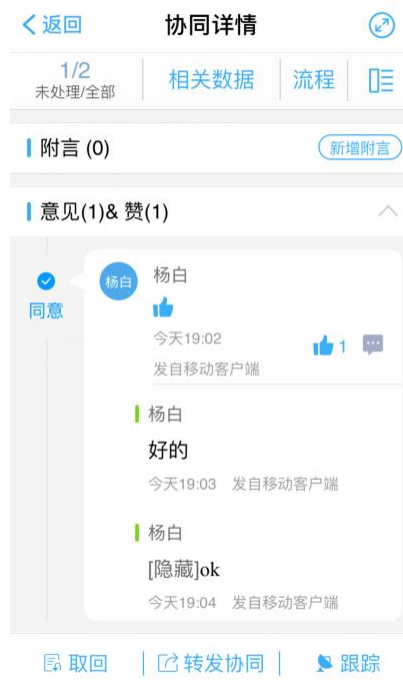 返回
协同详情
1/2
未处理/全部
相关数据
流程
附言 (0)
新增附言
意见(1)& 赞(1)
同意
杨白
杨白
今天19:02
发自移动客户端
1
杨白
好的
今天19:03 发自移动客户端
杨白
[隐藏]ok
今天19:04 发自移动客户端
取回
转发协同
跟踪